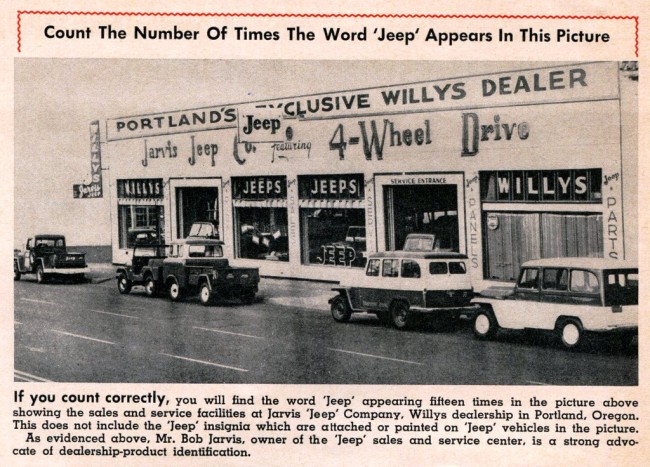 Count The Number Of Times The Word 'Jeep' Appears In This Picture
PORTLAND'S EXCLUSIVE WILLYS DEALER
Jeep
Jarvis Jeep Co. featuring 4-Wheel Drive
WILLYS
Jarvis
WILLYS
JEEPS
JEEPS
SERVICE ENTRANCE
WILLYS
Jeep
PANELS
Jeep
PARTS
JEEP
If you count correctly, you will find the word 'Jeep' appearing fifteen times in the picture above
showing the sales and service facilities at Jarvis 'Jeep' Company, Willys dealership in Portland, Oregon.
This does not include the 'Jeep' insignia which are attached or painted on 'Jeep' vehicles in the picture.
As evidenced above, Mr. Bob Jarvis, owner of the 'Jeep' sales and service center, is a strong advo-
cate of dealership-product identification.